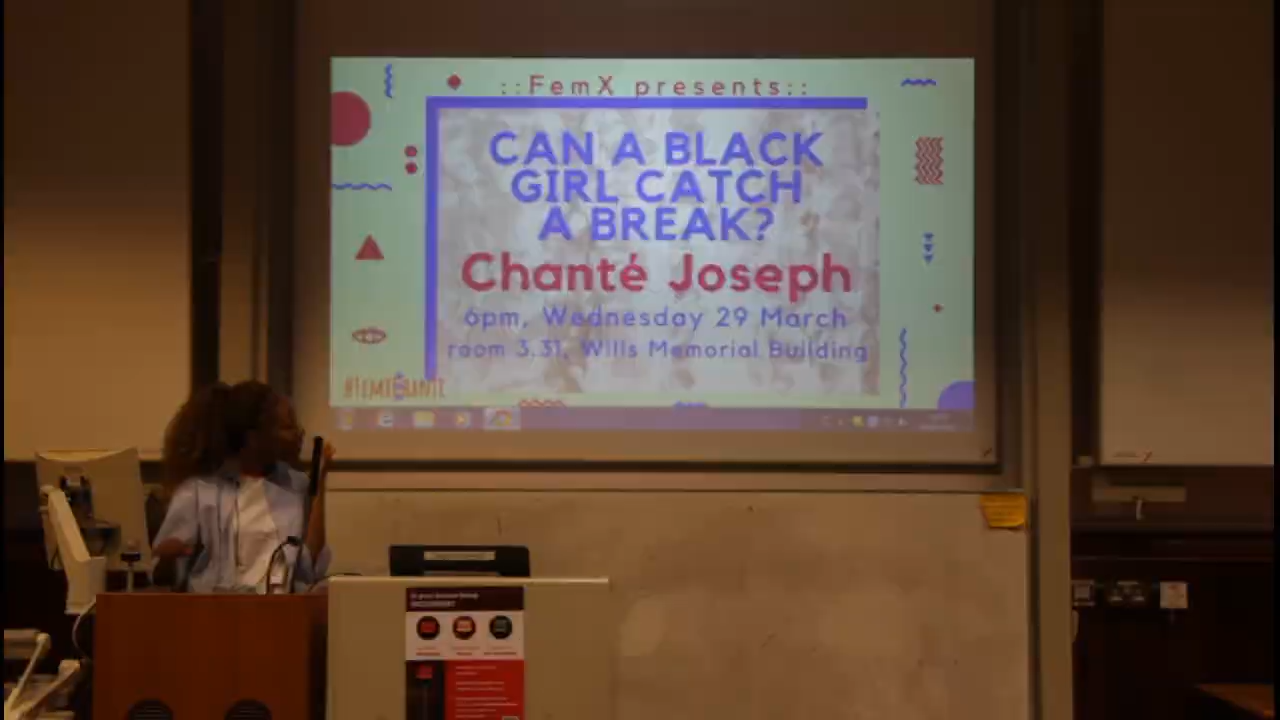 ::FemX presents::
CAN A BLACK
GIRL CATCH
A BREAK?
Chanté Joseph
6pm, Wednesday 29 March
room 3.31, Wills Memorial Building
#FEMXCHANTE